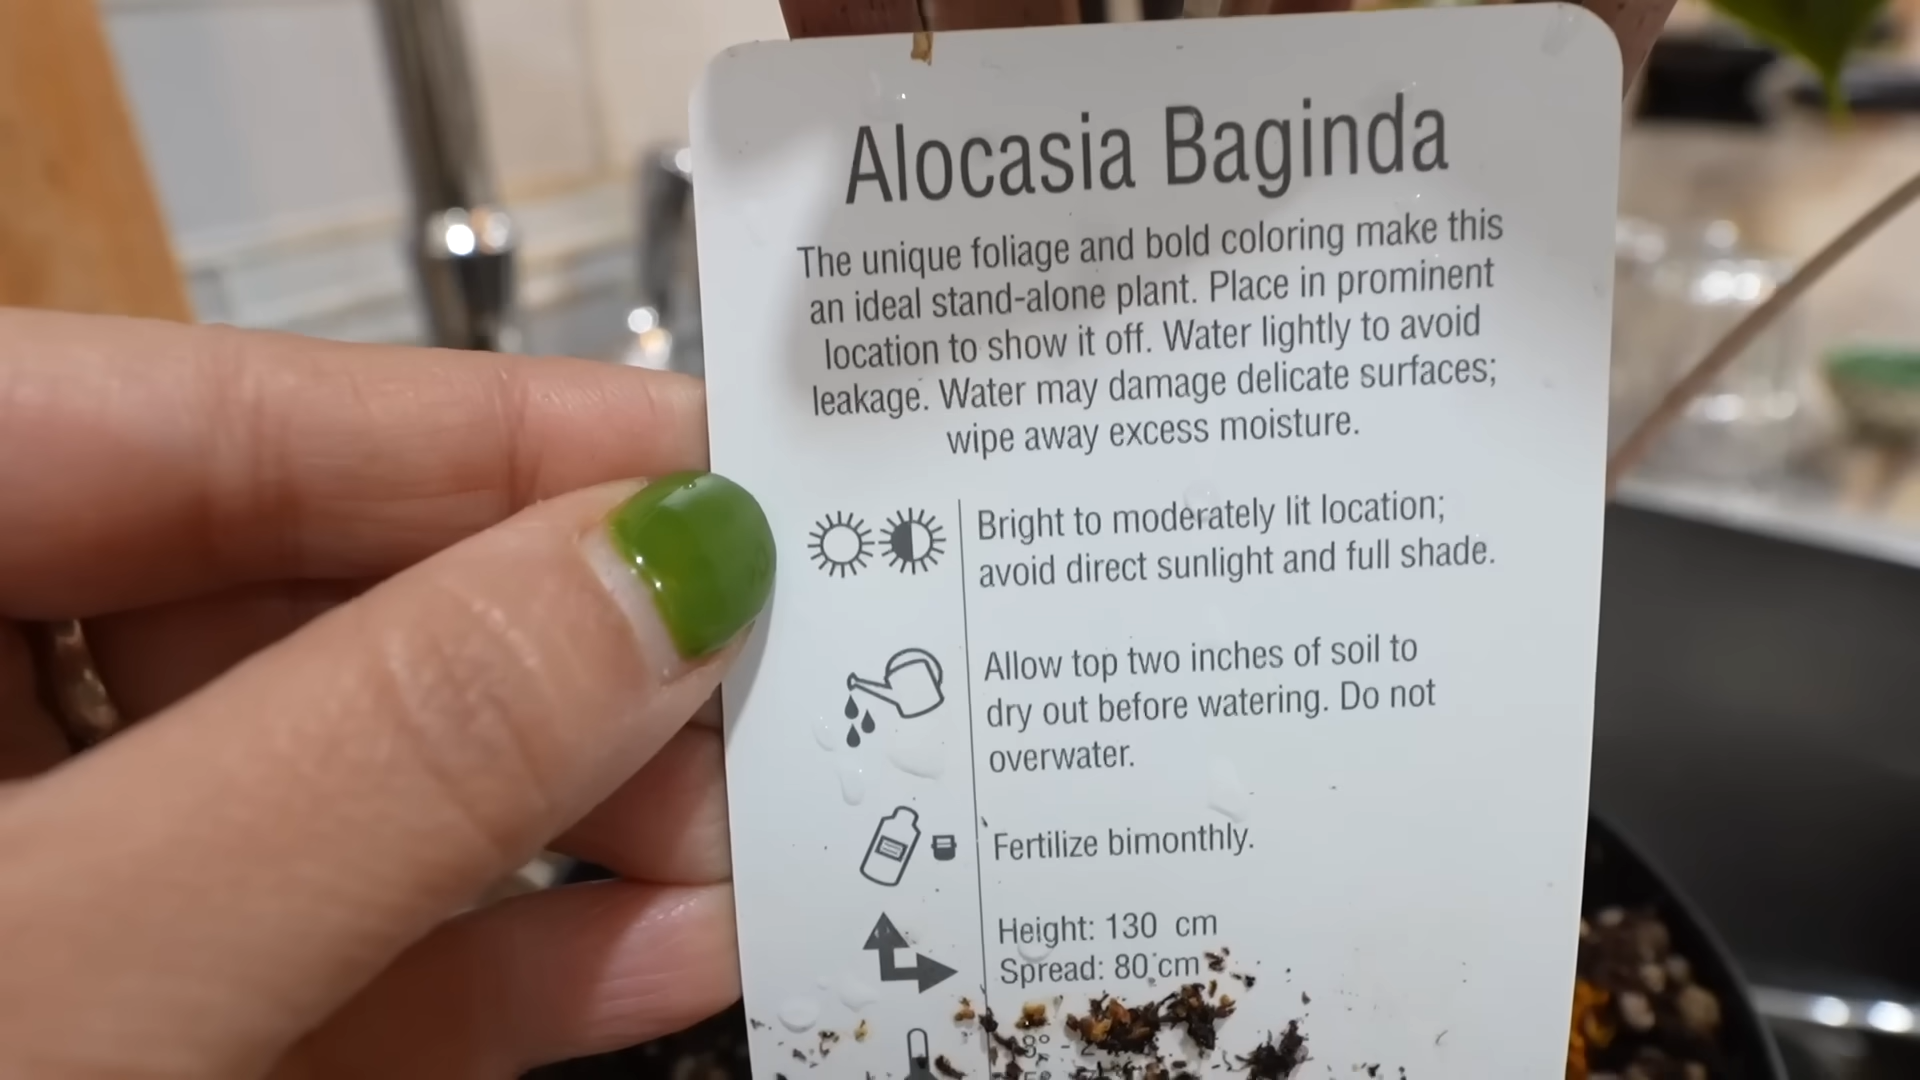 Alocasia Baginda
The unique foliage and bold coloring make this
an ideal stand-alone plant. Place in prominent
location to show it off. Water lightly to avoid
leakage. Water may damage delicate surfaces;
wipe away excess moisture.
Bright to moderately lit location;
avoid direct sunlight and full shade.
Allow top two inches of soil to
dry out before watering. Do not
overwater.
Fertilize bimonthly.
Height: 130 cm
Spread: 80 cm